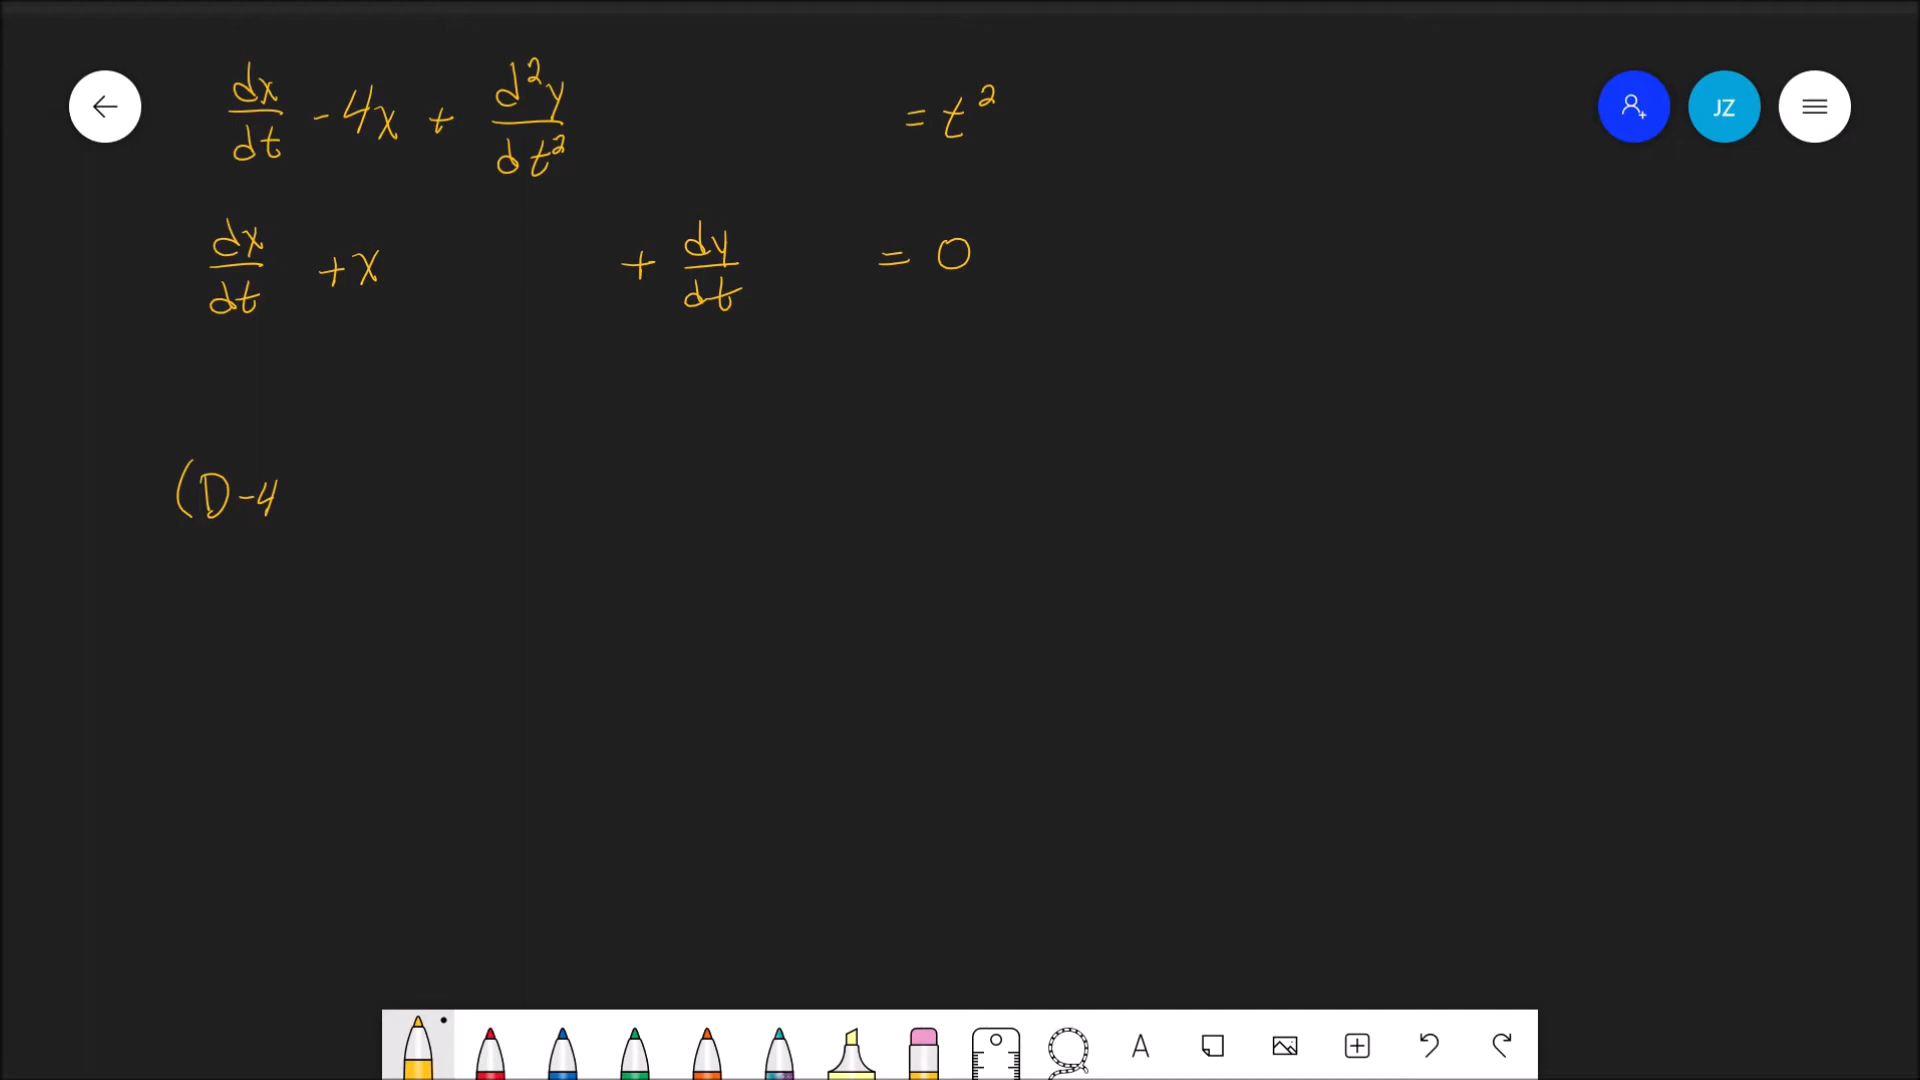 dx/dt - 4x + d²y/dt² = t²
dx/dt + x + dy/dt = 0
(D-4
JZ
A